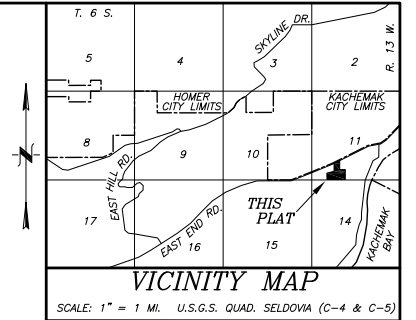 T. 6 S.
SKYLINE DR.
R. 13 W.
5
4
3
2
HOMER
CITY LIMITS
KACHEMAK
CITY LIMITS
8
9
10
11
EAST HILL RD.
THIS
PLAT
17
16
15
14
EAST END RD.
KACHEMAK
BAY
N
VICINITY MAP
SCALE: 1" = 1 MI. U.S.G.S. QUAD. SELDOVIA (C-4 & C-5)